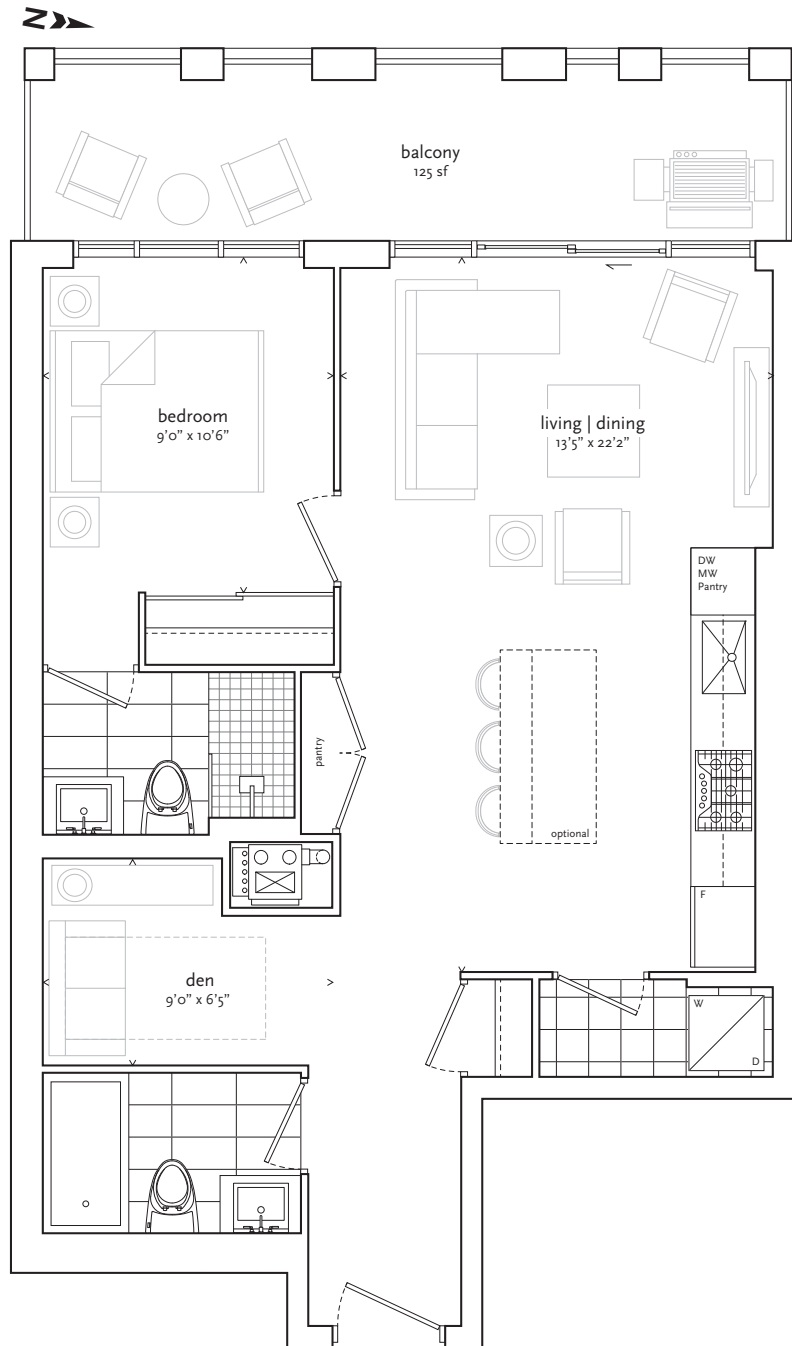 N
balcony
125 sf
bedroom
9'0" x 10'6"
living | dining
13'5" x 22'2"
DW
MW
Pantry
pantry
optional
F
den
9'0" x 6'5"
W
D